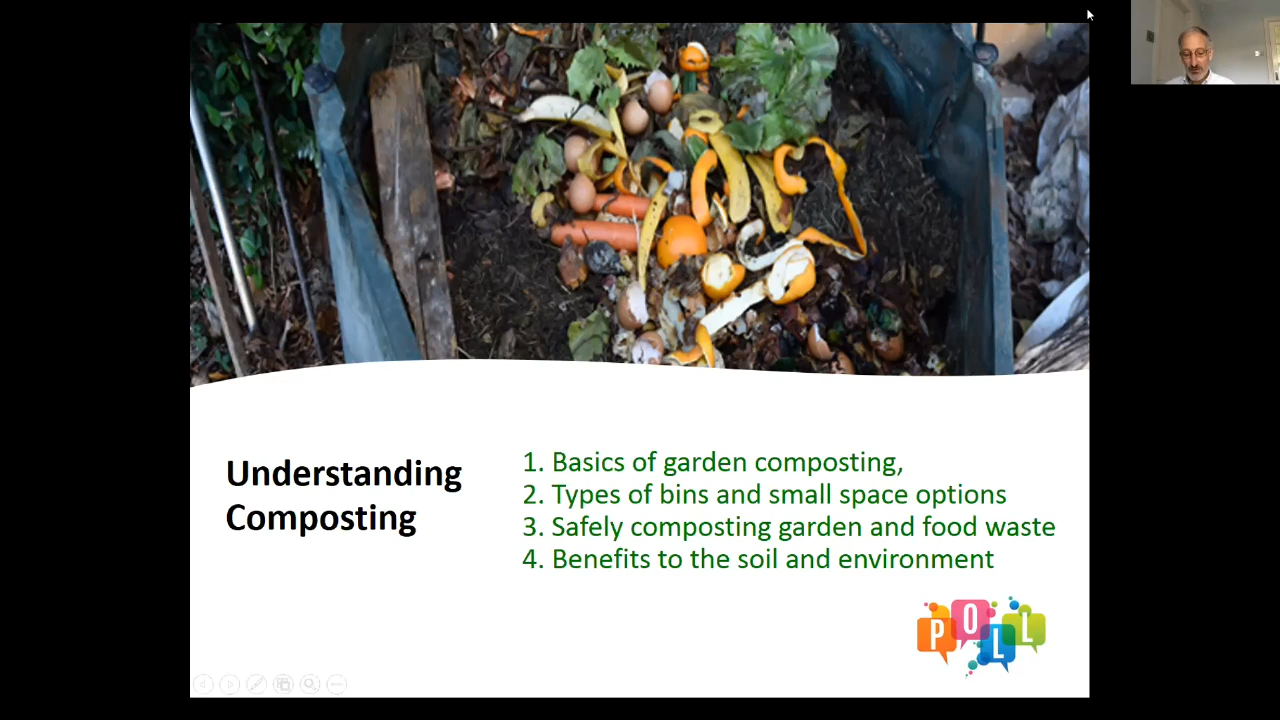 Understanding
Composting
1. Basics of garden composting,
2. Types of bins and small space options
3. Safely composting garden and food waste
4. Benefits to the soil and environment
POLL